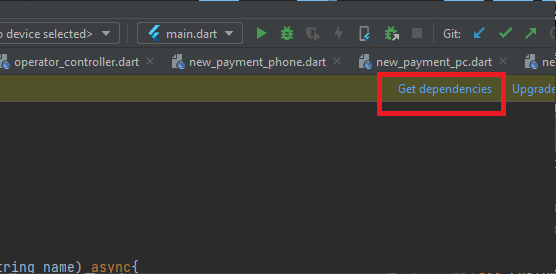 o device selected> main.dart Git:
operator_controller.dart new_payment_phone.dart new_payment_pc.dart ne
Get dependencies Upgrade
tring name) async{